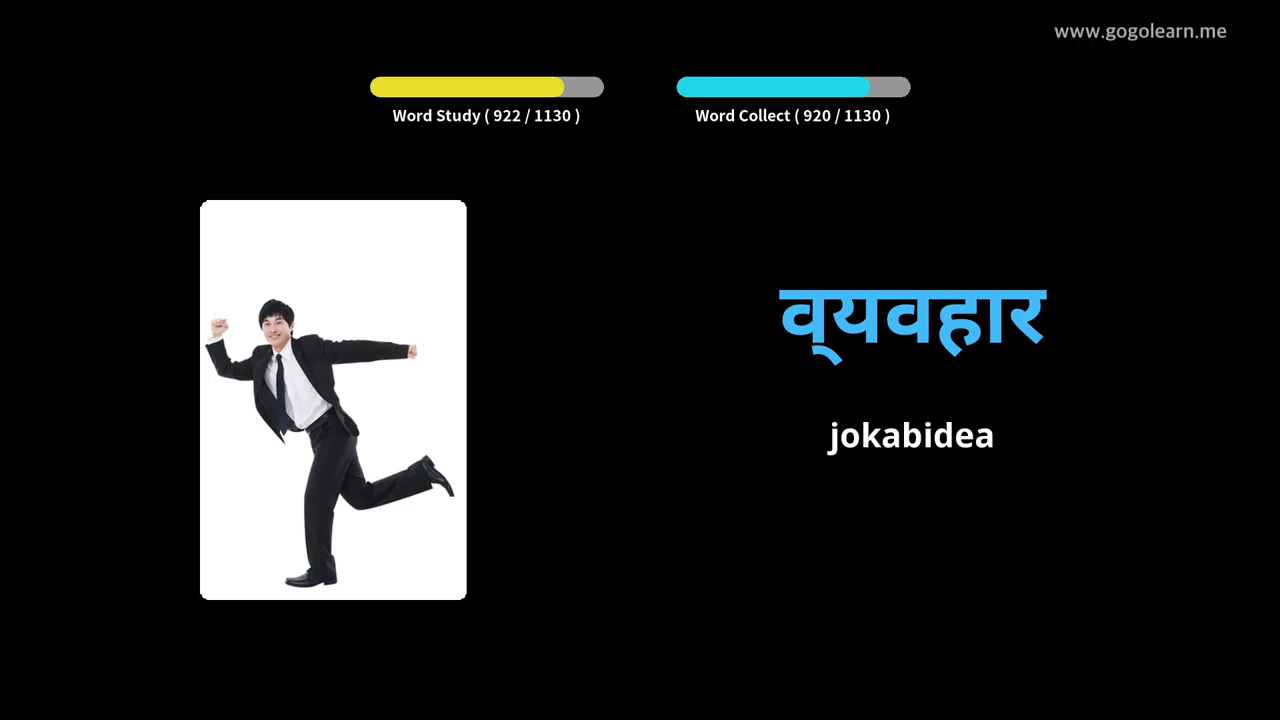 www.gogolearn.me
Word Study ( 922 / 1130 )
Word Collect ( 920 / 1130 )
व्यवहार
jokabidea